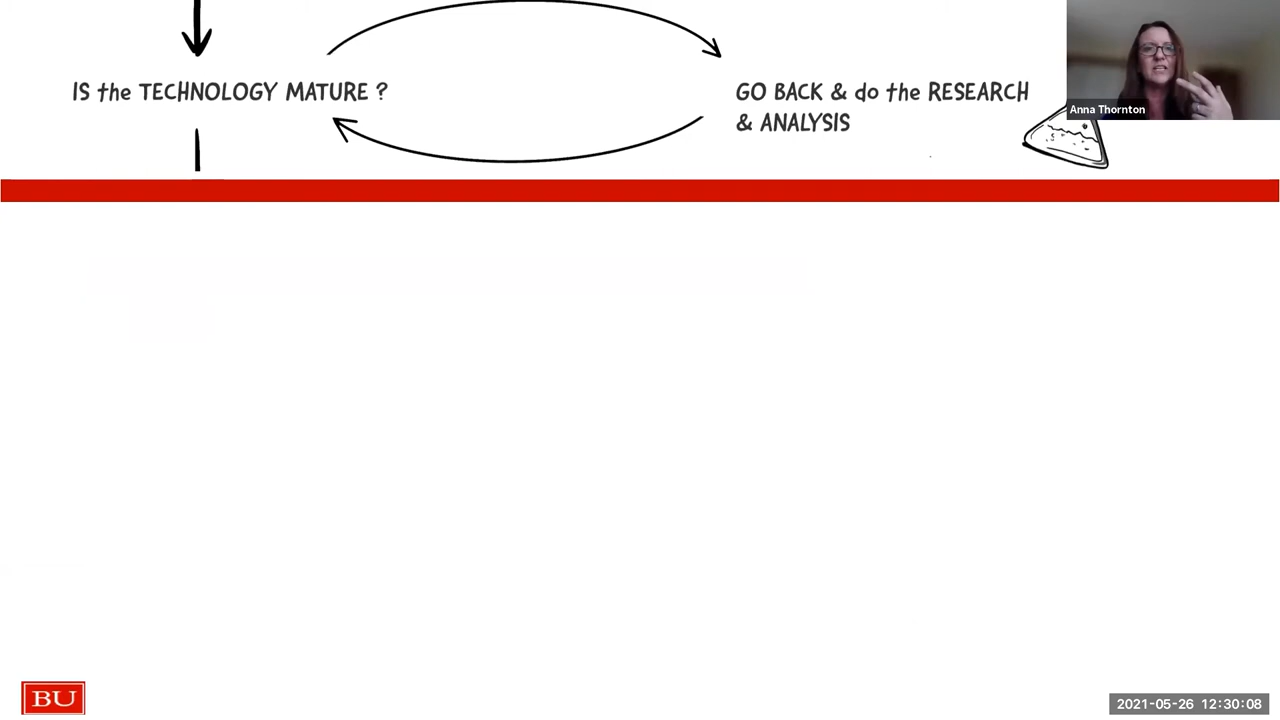 IS the TECHNOLOGY MATURE ?
GO BACK & do the RESEARCH
& ANALYSIS
Anna Thornton
BU
2021-05-26 12:30:08